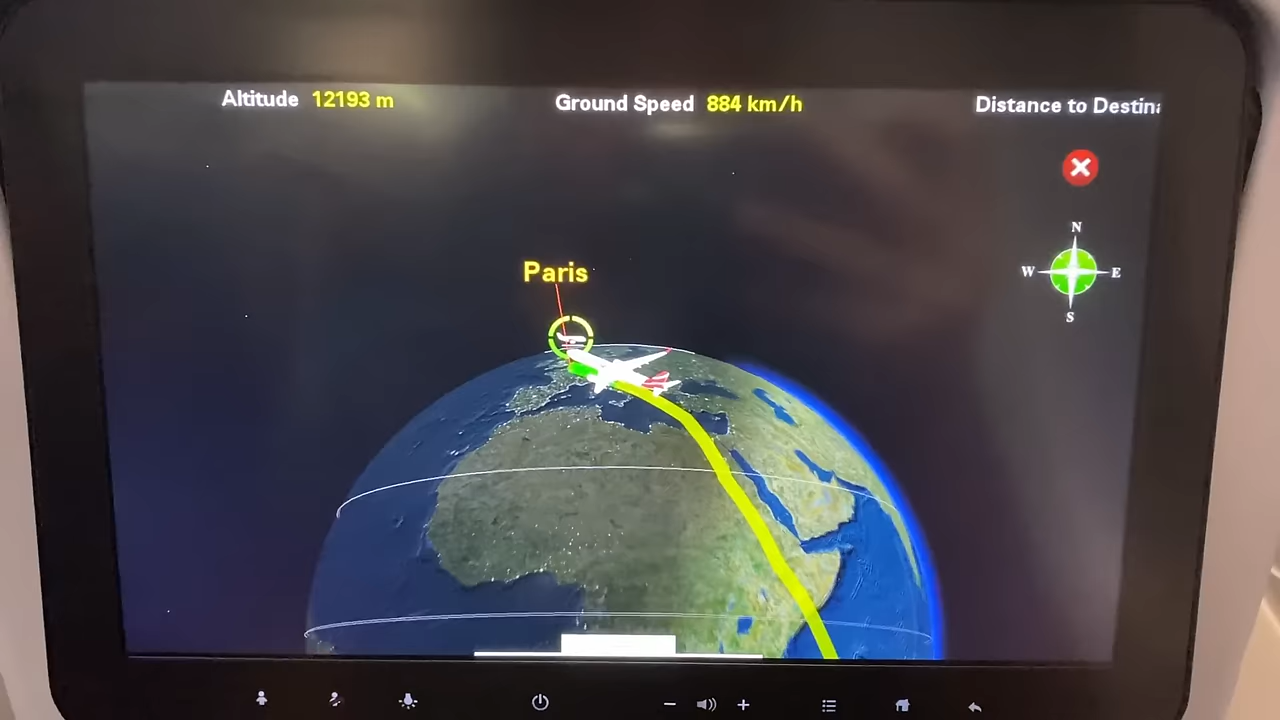 Altitude 12193 m
Ground Speed 884 km/h
Distance to Destina
N
W E
S
Paris